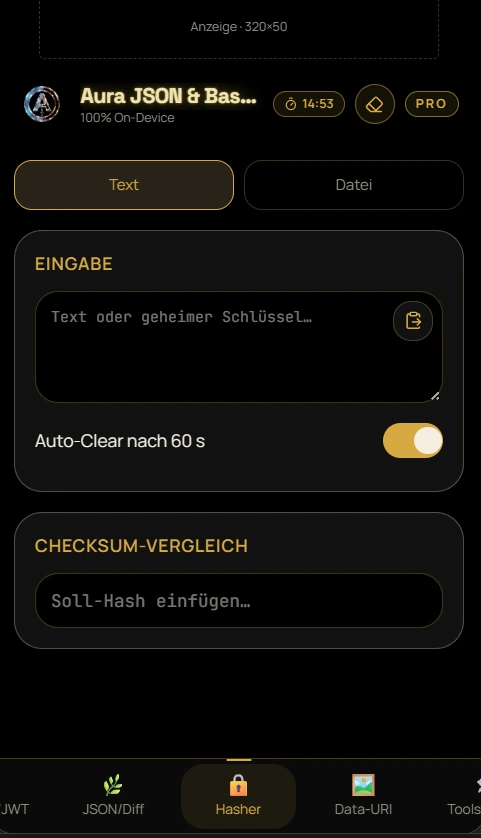 Anzeige · 320×50
Aura JSON & Bas…
100% On-Device
14:53
PRO
Text
Datei
EINGABE
Text oder geheimer Schlüssel…
Auto-Clear nach 60 s
CHECKSUM-VERGLEICH
Soll-Hash einfügen…
/JWT
JSON/Diff
Hasher
Data-URI
Tools